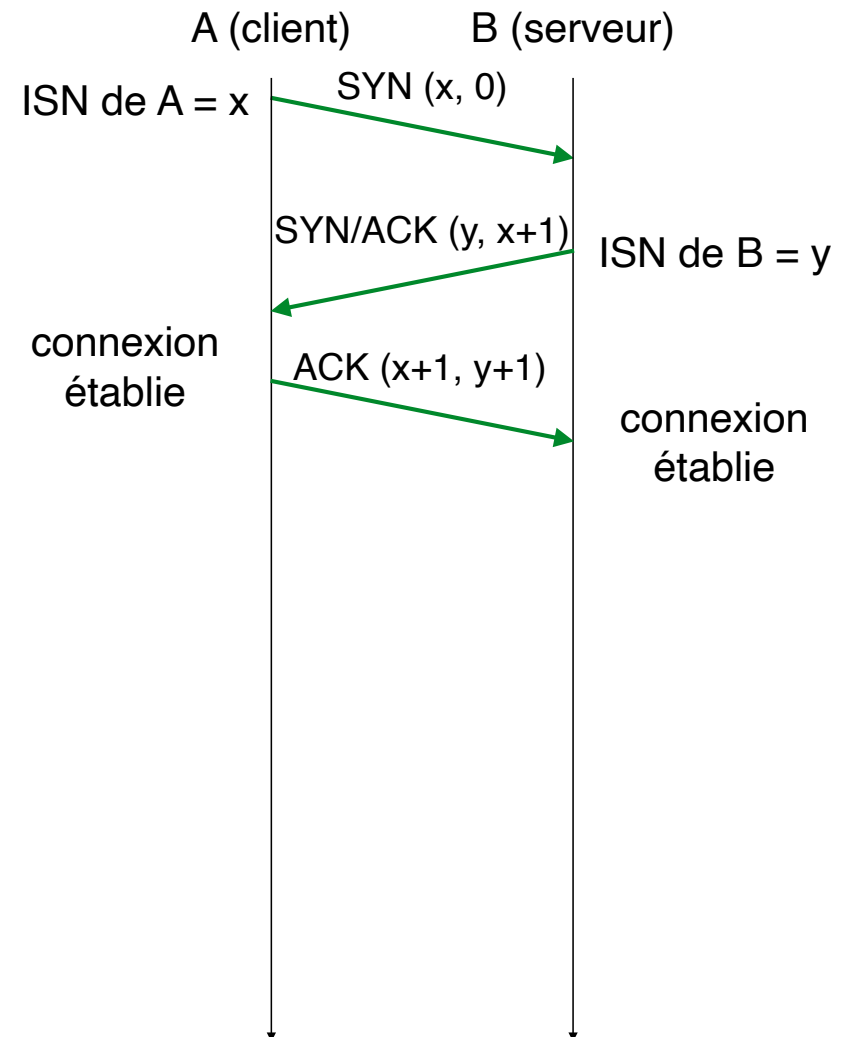 A (client)
B (serveur)
ISN de A = x
SYN (x, 0)
SYN/ACK (y, x+1)
ISN de B = y
connexion
établie
ACK (x+1, y+1)
connexion
établie